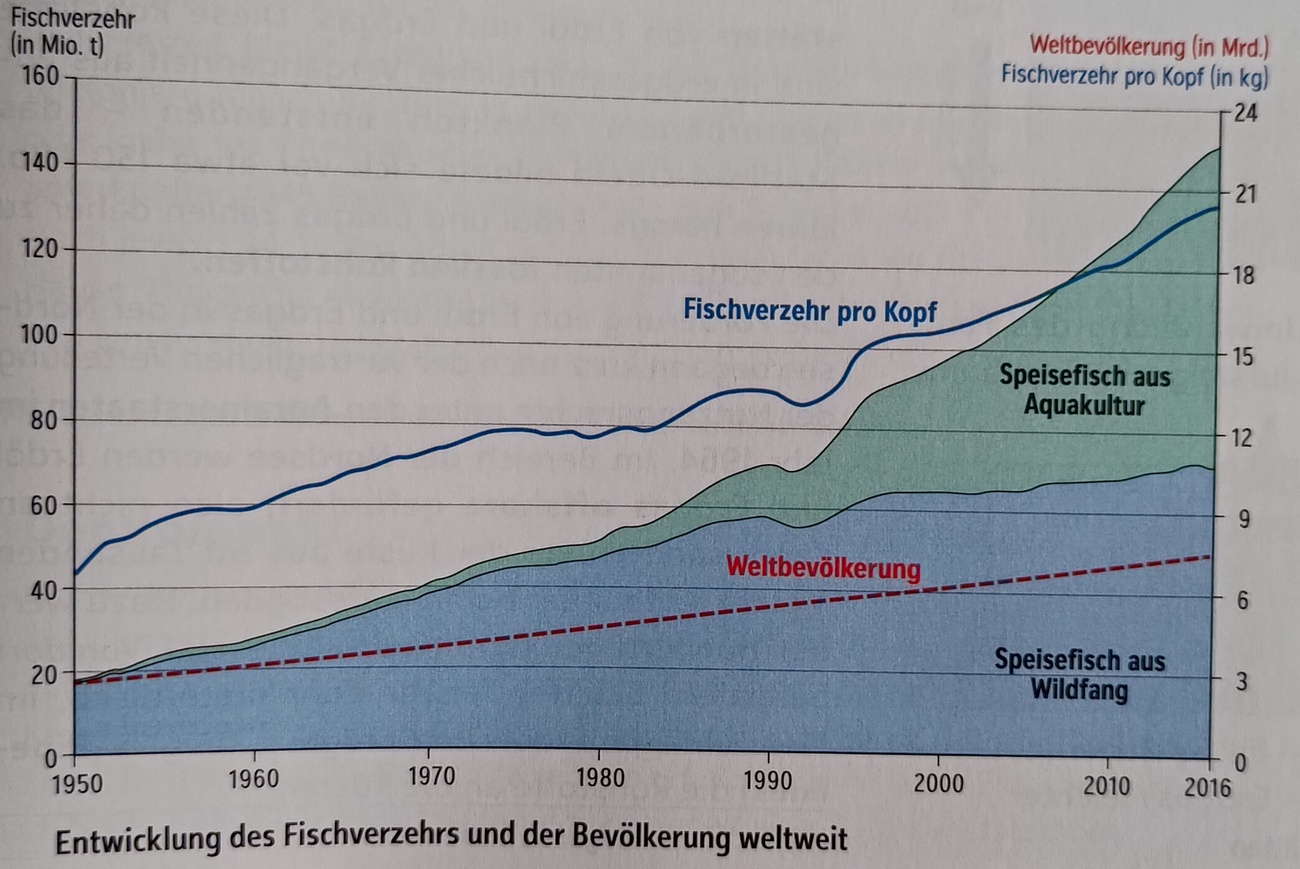 Fischverzehr
(in Mio. t)
Weltbevölkerung (in Mrd.)
Fischverzehr pro Kopf (in kg)
160
140
120
100
80
60
40
20
0
24
21
18
15
12
9
6
3
0
Fischverzehr pro Kopf
Speisefisch aus
Aquakultur
Weltbevölkerung
Speisefisch aus
Wildfang
1950
1960
1970
1980
1990
2000
2010
2016
Entwicklung des Fischverzehrs und der Bevölkerung weltweit